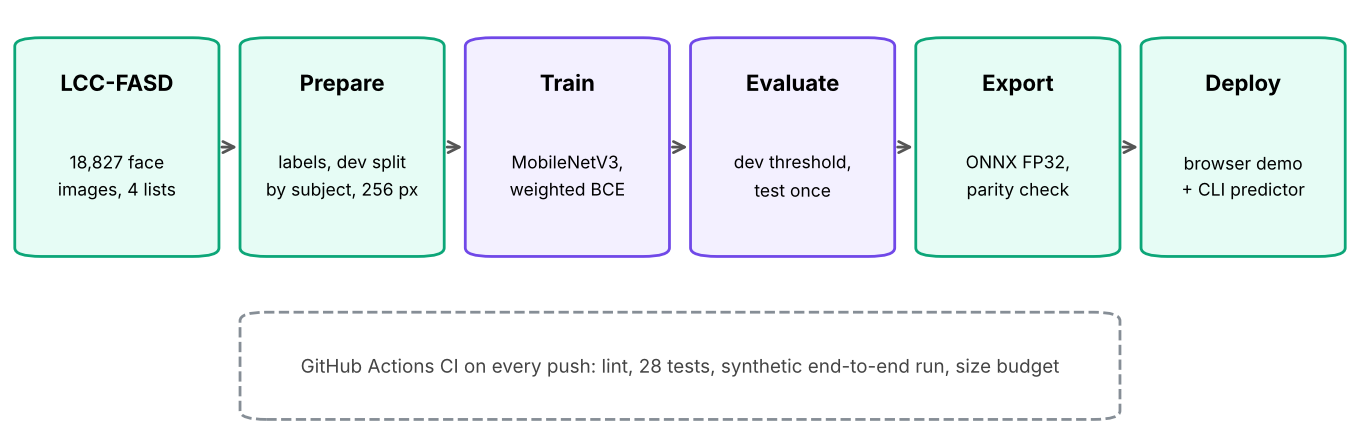 LCC-FASD
18,827 face
images, 4 lists
Prepare
labels, dev split
by subject, 256 px
Train
MobileNetV3,
weighted BCE
Evaluate
dev threshold,
test once
Export
ONNX FP32,
parity check
Deploy
browser demo
+ CLI predictor
GitHub Actions CI on every push: lint, 28 tests, synthetic end-to-end run, size budget